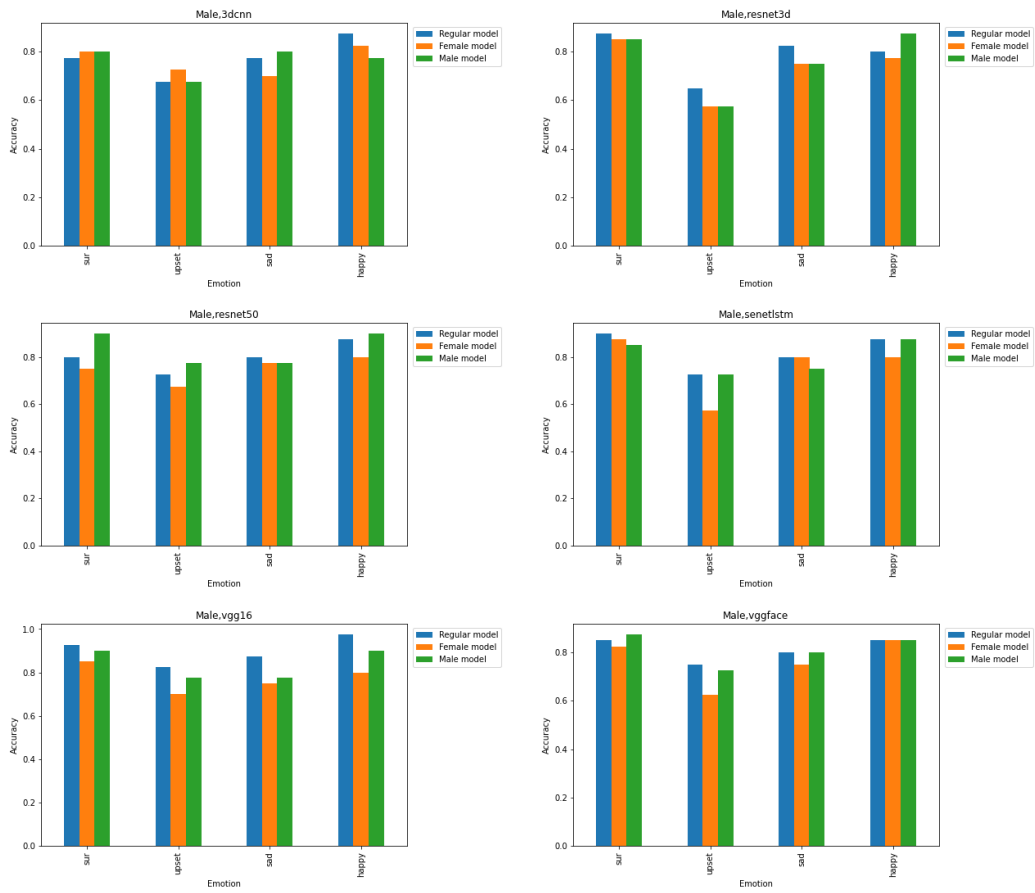 Male,3dcnn
Accuracy
0.8
0.6
0.4
0.2
0.0
sur
upset
sad
happy
Emotion
Regular model
Female model
Male model
Male,resnet3d
Accuracy
0.8
0.6
0.4
0.2
0.0
sur
upset
sad
happy
Emotion
Regular model
Female model
Male model
Male,resnet50
Accuracy
0.8
0.6
0.4
0.2
0.0
sur
upset
sad
happy
Emotion
Regular model
Female model
Male model
Male,senetlstm
Accuracy
0.8
0.6
0.4
0.2
0.0
sur
upset
sad
happy
Emotion
Regular model
Female model
Male model
Male,vgg16
Accuracy
1.0
0.8
0.6
0.4
0.2
0.0
sur
upset
sad
happy
Emotion
Regular model
Female model
Male model
Male,vggface
Accuracy
0.8
0.6
0.4
0.2
0.0
sur
upset
sad
happy
Emotion
Regular model
Female model
Male model